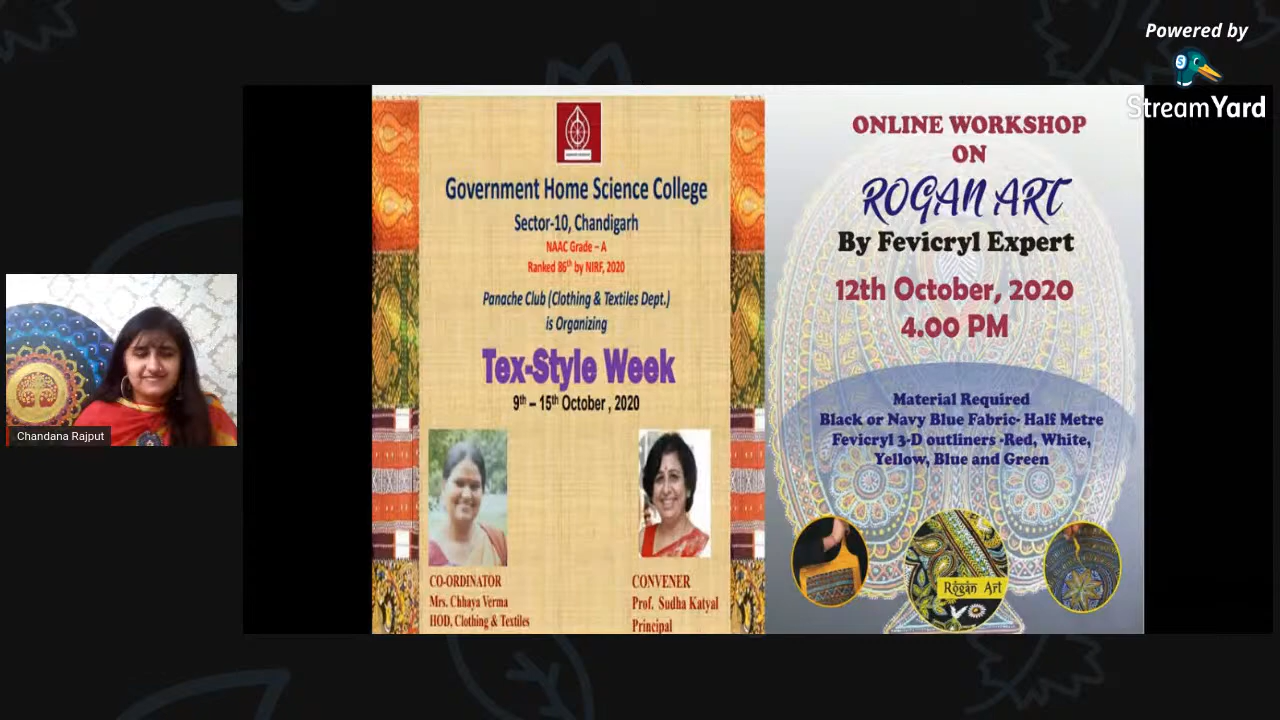 Powered by
StreamYard
Government Home Science College
Sector-10, Chandigarh
NAAC Grade – A
Ranked 86th by NIRF, 2020
Panache Club (Clothing & Textiles Dept.)
is Organizing
Tex-Style Week
9th – 15th October , 2020
CO-ORDINATOR
Mrs. Chhaya Verma
HOD, Clothing & Textiles
CONVENER
Prof. Sudha Katyal
Principal
ONLINE WORKSHOP
ON
ROGAN ART
By Fevicryl Expert
12th October, 2020
4.00 PM
Material Required
Black or Navy Blue Fabric- Half Metre
Fevicryl 3-D outliners -Red, White,
Yellow, Blue and Green
Rogan Art
Chandana Rajput